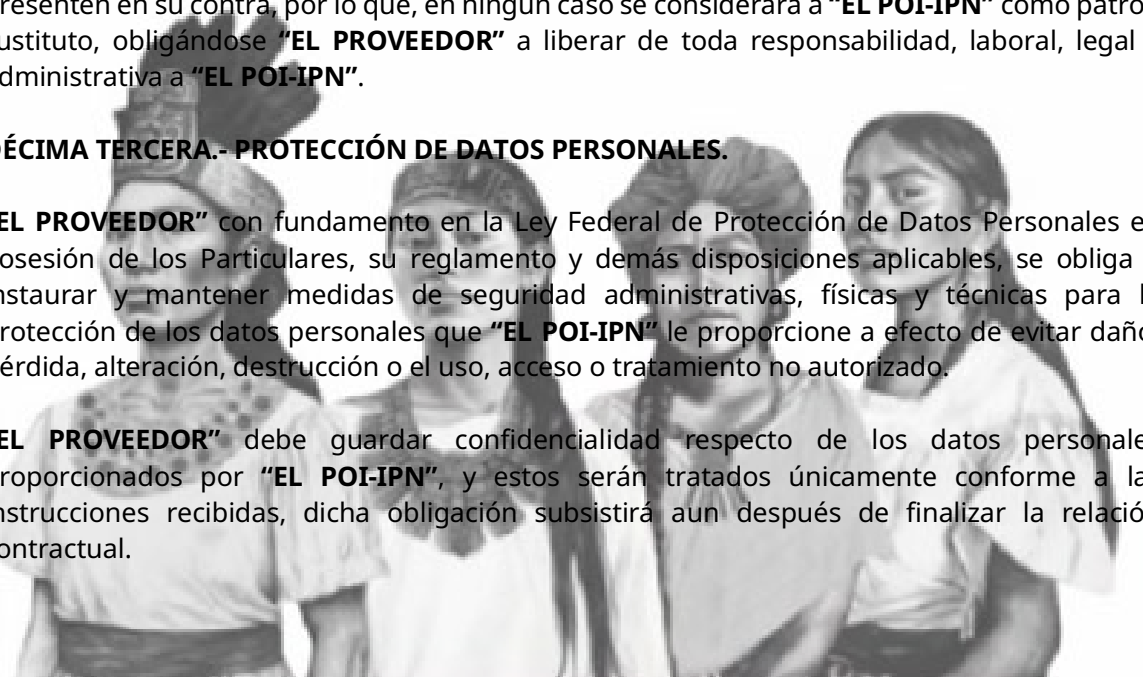 presenten en su contra, por lo que, en ningún caso se considerará a “EL POI-IPN” como patro
ustituto, obligándose “EL PROVEEDOR” a liberar de toda responsabilidad, laboral, legal
dministrativa a “EL POI-IPN”.
DÉCIMA TERCERA.- PROTECCIÓN DE DATOS PERSONALES.
EL PROVEEDOR” con fundamento en la Ley Federal de Protección de Datos Personales e
osesión de los Particulares, su reglamento y demás disposiciones aplicables, se obliga
nstaurar y mantener medidas de seguridad administrativas, físicas y técnicas para l
rotección de los datos personales que “EL POI-IPN” le proporcione a efecto de evitar daño
érdida, alteración, destrucción o el uso, acceso o tratamiento no autorizado.
EL PROVEEDOR” debe guardar confidencialidad respecto de los datos personale
roporcionados por “EL POI-IPN”, y estos serán tratados únicamente conforme a la
nstrucciones recibidas, dicha obligación subsistirá aun después de finalizar la relació
ontractual.